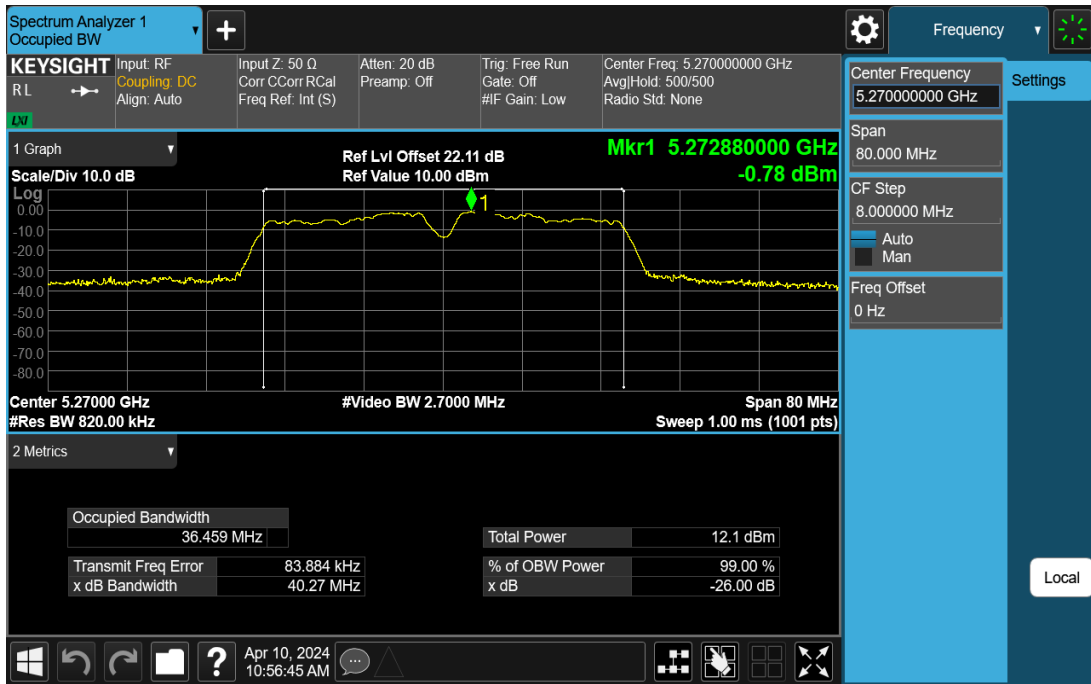 Spectrum Analyzer 1
Occupied BW
+
Frequency
KEYSIGHT
RL
LXI
Input: RF
Coupling: DC
Align: Auto
Input Z: 50 Ω
Corr CCorr RCal
Freq Ref: Int (S)
Atten: 20 dB
Preamp: Off
Trig: Free Run
Gate: Off
#IF Gain: Low
Center Freq: 5.270000000 GHz
Avg|Hold: 500/500
Radio Std: None
Center Frequency
5.270000000 GHz
Settings
Span
80.000 MHz
CF Step
8.000000 MHz
Auto
Man
Freq Offset
0 Hz
Local
1 Graph
Scale/Div 10.0 dB
Ref Lvl Offset 22.11 dB
Ref Value 10.00 dBm
Mkr1 5.272880000 GHz
-0.78 dBm
Log
0.00
-10.0
-20.0
-30.0
-40.0
-50.0
-60.0
-70.0
-80.0
1
Center 5.27000 GHz
#Video BW 2.7000 MHz
Span 80 MHz
#Res BW 820.00 kHz
Sweep 1.00 ms (1001 pts)
2 Metrics
Occupied Bandwidth
36.459 MHz
Total Power 12.1 dBm
Transmit Freq Error 83.884 kHz
% of OBW Power 99.00 %
x dB Bandwidth 40.27 MHz
x dB -26.00 dB
?
Apr 10, 2024
10:56:45 AM